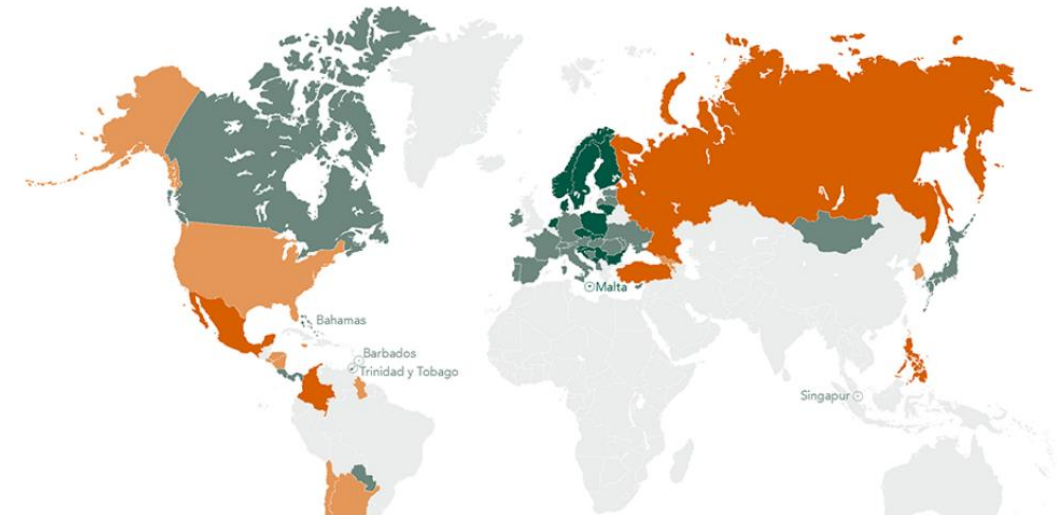 Malta
Bahamas
Barbados
Trinidad y Tobago
Singapur